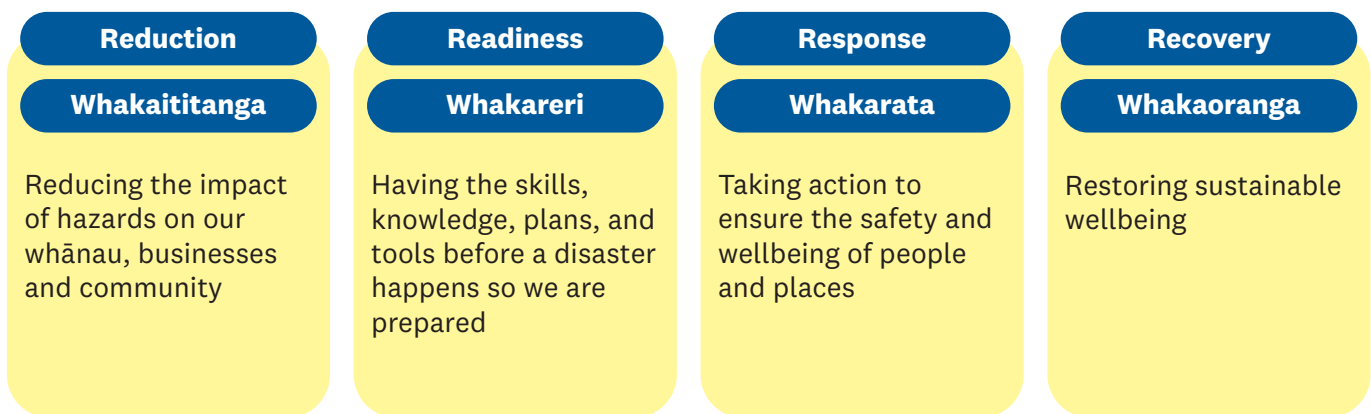 Reduction
Whakaititanga
Reducing the impact
of hazards on our
whānau, businesses
and community
Readiness
Whakareri
Having the skills,
knowledge, plans, and
tools before a disaster
happens so we are
prepared
Response
Whakarata
Taking action to
ensure the safety and
wellbeing of people
and places
Recovery
Whakaoranga
Restoring sustainable
wellbeing